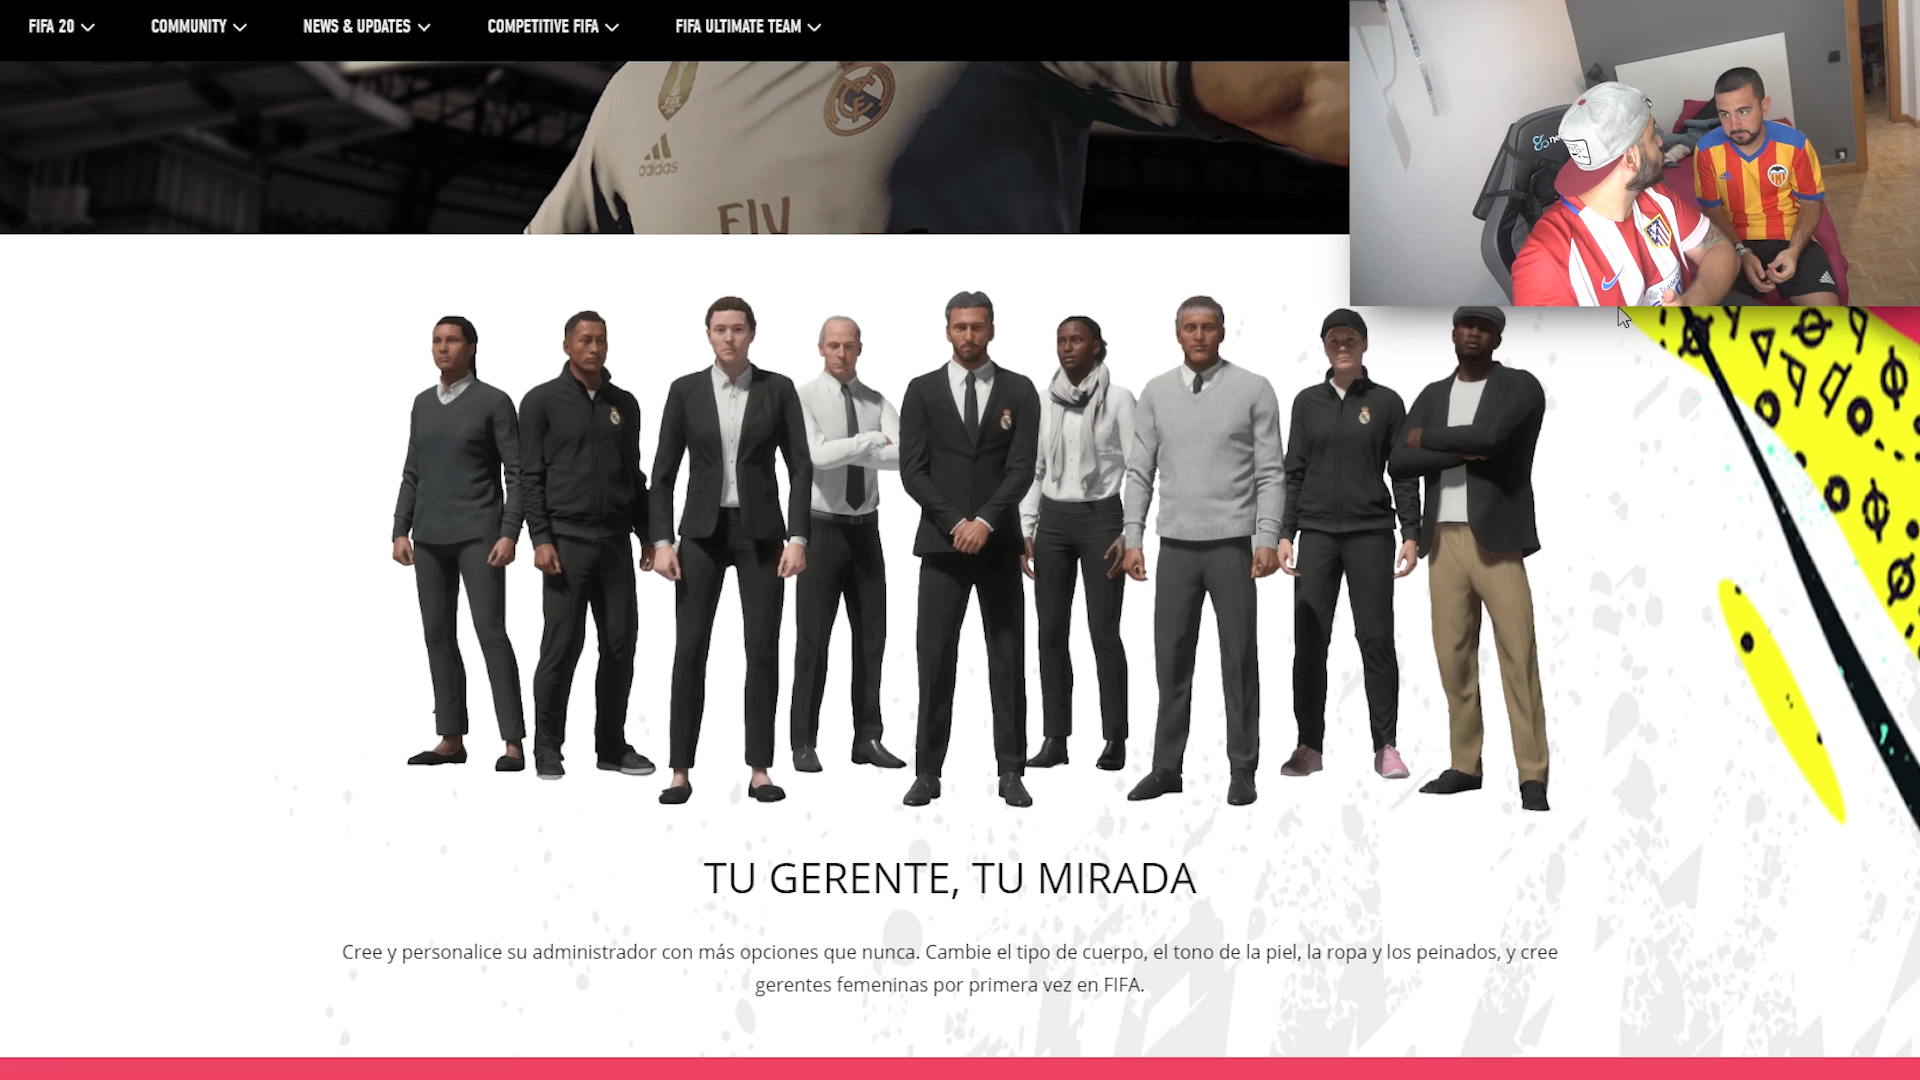 FIFA 20
COMMUNITY
NEWS & UPDATES
COMPETITIVE FIFA
FIFA ULTIMATE TEAM
adidas
TU GERENTE, TU MIRADA
Cree y personalice su administrador con más opciones que nunca. Cambie el tipo de cuerpo, el tono de la piel, la ropa y los peinados, y cree
gerentes femeninas por primera vez en FIFA.